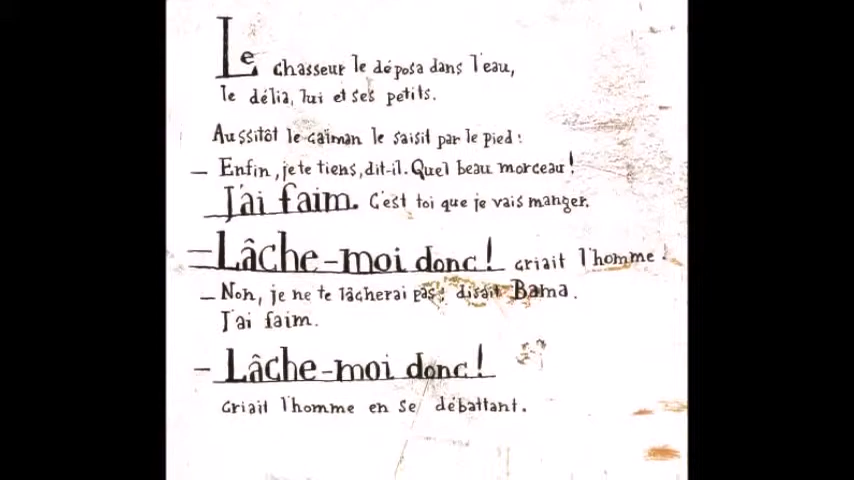 Le chasseur le déposa dans l'eau,
le délia, lui et ses petits.
Aussitôt le caïman le saisit par le pied :
– Enfin, je te tiens, dit-il. Quel beau morceau !
J'ai faim. C'est toi que je vais manger.
– Lâche-moi donc ! criait l'homme.
– Non, je ne te lâcherai pas, disait Bama.
J'ai faim.
– Lâche-moi donc !
criait l'homme en se débattant.